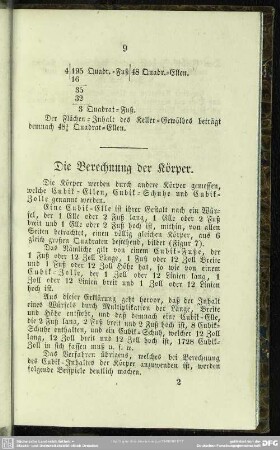 9
4|195 Quadr.-Fuß|48 Quadr.-Ellen.
16
35
32
3 Quadrat-Fuß.
Der Flächen-Inhalt des Keller-Gewölbes beträgt
demnach 48¾ Quadrat-Ellen.
Die Berechnung der Körper.
Die Körper werden durch andere Körper gemessen,
welche Cubik-Ellen, Cubik-Schuhe und Cubik-
Zolle genannt werden.
Eine Cubik-Elle ist ihrer Gestalt nach ein Wür-
fel, der 1 Elle oder 2 Fuß lang, 1 Elle oder 2 Fuß
breit und 1 Elle oder 2 Fuß hoch ist, mithin, von allen
Seiten betrachtet, einen völlig gleichen Körper, aus 6
gleich großen Quadraten bestehend, bildet (Figur 7).
Das Nämliche gilt von einem Cubik-Fuße, der
1 Fuß oder 12 Zoll Länge, 1 Fuß oder 12 Zoll Breite
und 1 Fuß oder 12 Zoll Höhe hat, so wie von einem
Cubik-Zolle, der 1 Zoll oder 12 Linien lang, 1
Zoll oder 12 Linien breit und 1 Zoll oder 12 Linien
hoch ist.
Aus dieser Erklärung geht hervor, daß der Inhalt
eines Würfels durch Multiplikation der Länge, Breite
und Höhe entsteht, und daß demnach eine Cubik-Elle,
die 2 Fuß lang, 2 Fuß breit und 2 Fuß hoch ist, 8 Cubik-
Schuhe enthalten, und ein Cubik-Schuh, welcher 12 Zoll
lang, 12 Zoll breit und 12 Zoll hoch ist, 1728 Cubik-
Zoll in sich fassen muß u. s. w.
Das Verfahren übrigens, welches bei Berechnung
des Cubik-Inhaltes der Körper anzuwenden ist, werden
folgende Beispiele deutlich machen.
2